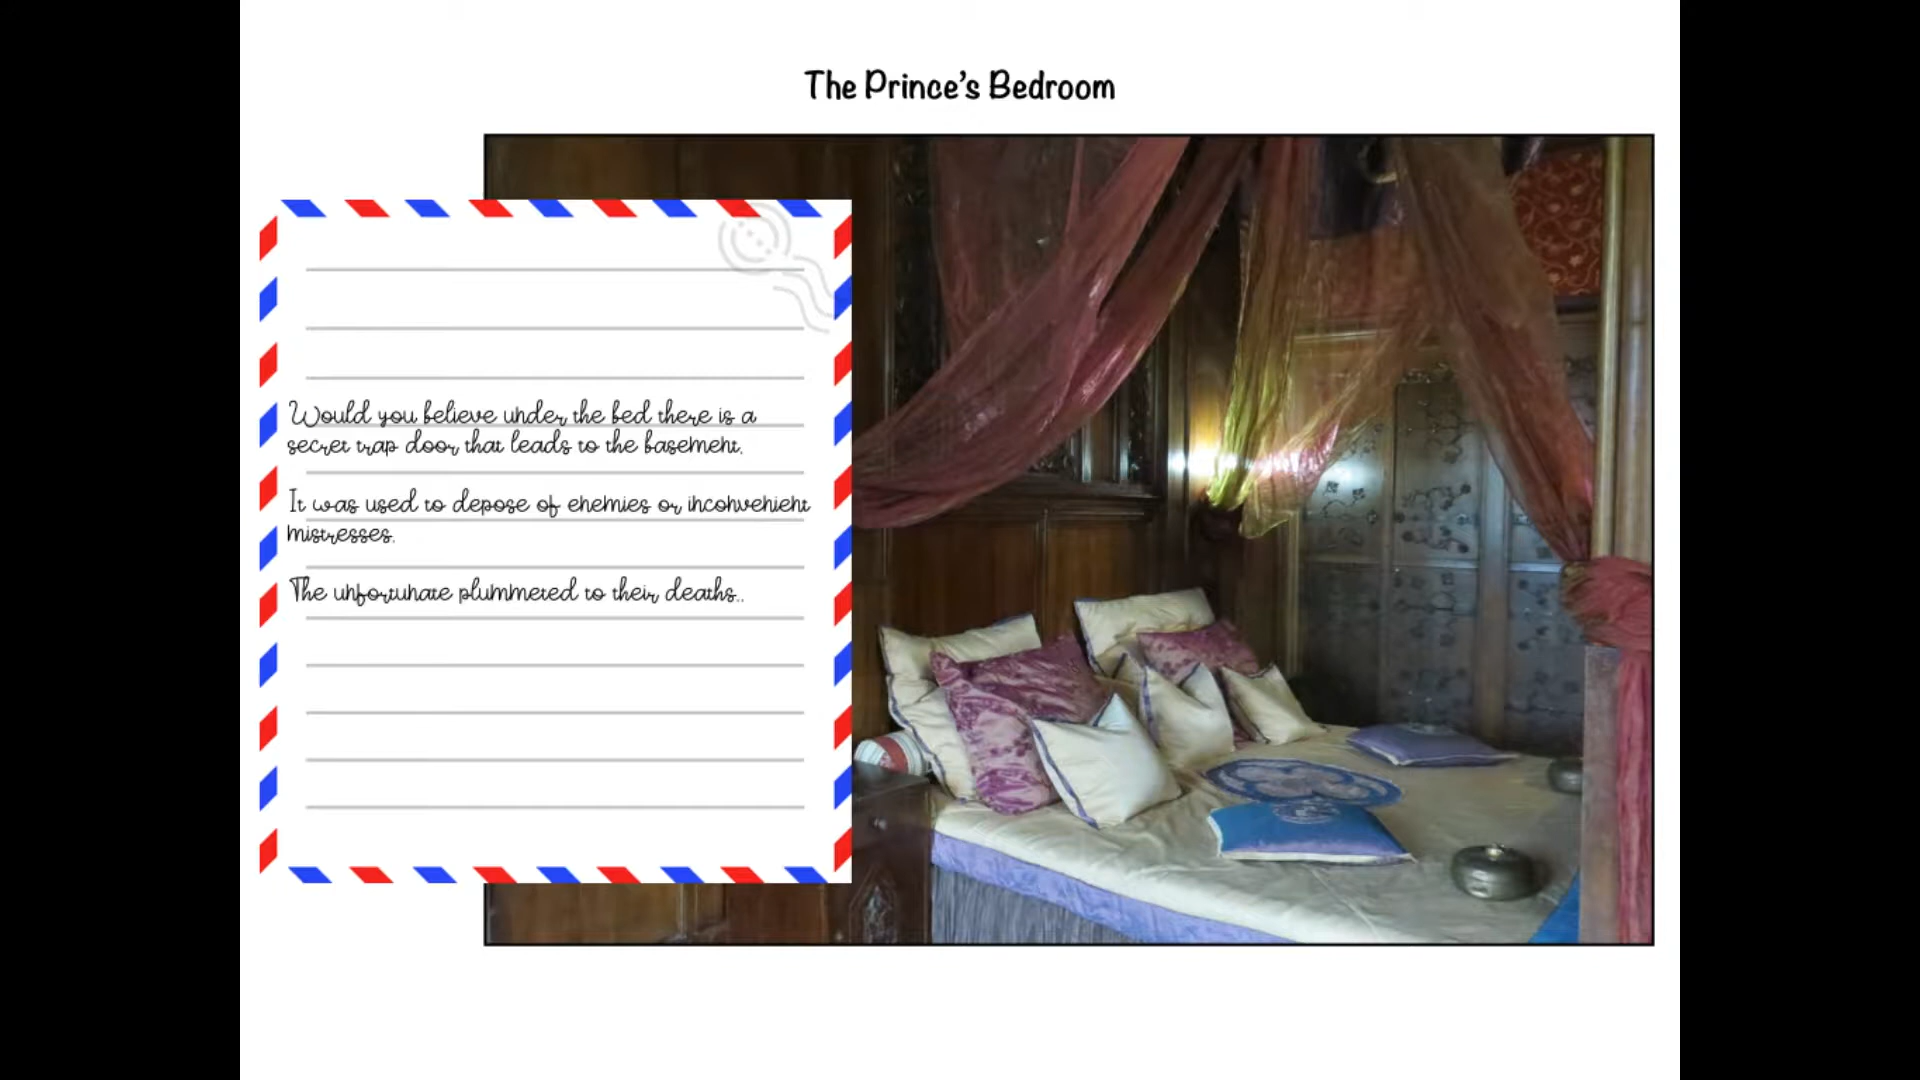 The Prince's Bedroom
Would you believe under the bed there is a
secret trap door that leads to the basement.
It was used to depose of enemies or inconvenient
mistresses.
The unfortunate plummeted to their deaths..